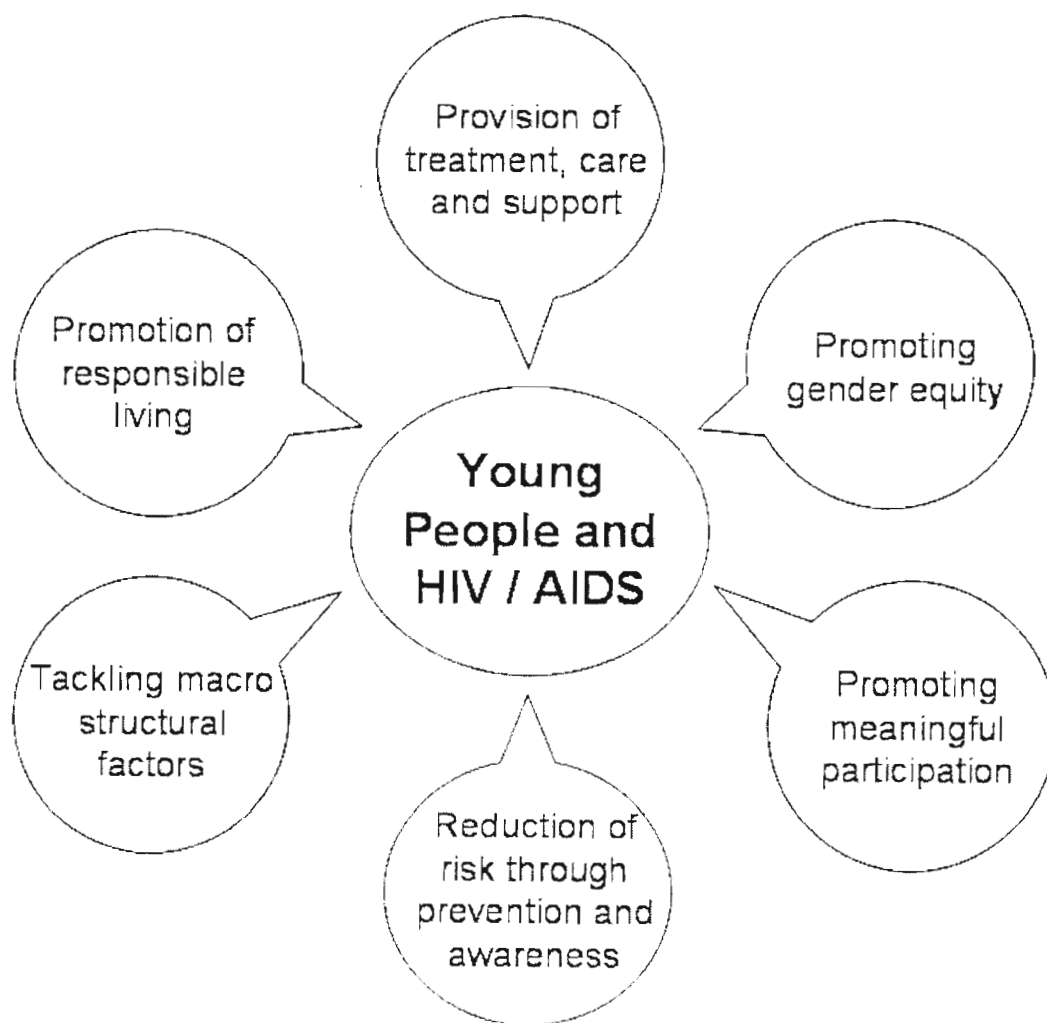 Provision of
treatment, care
and support
Promoting
gender equity
Promoting
meaningful
participation
Reduction of
risk through
prevention and
awareness
Tackling macro
structural
factors
Promotion of
responsible
living
Young
People and
HIV / AIDS